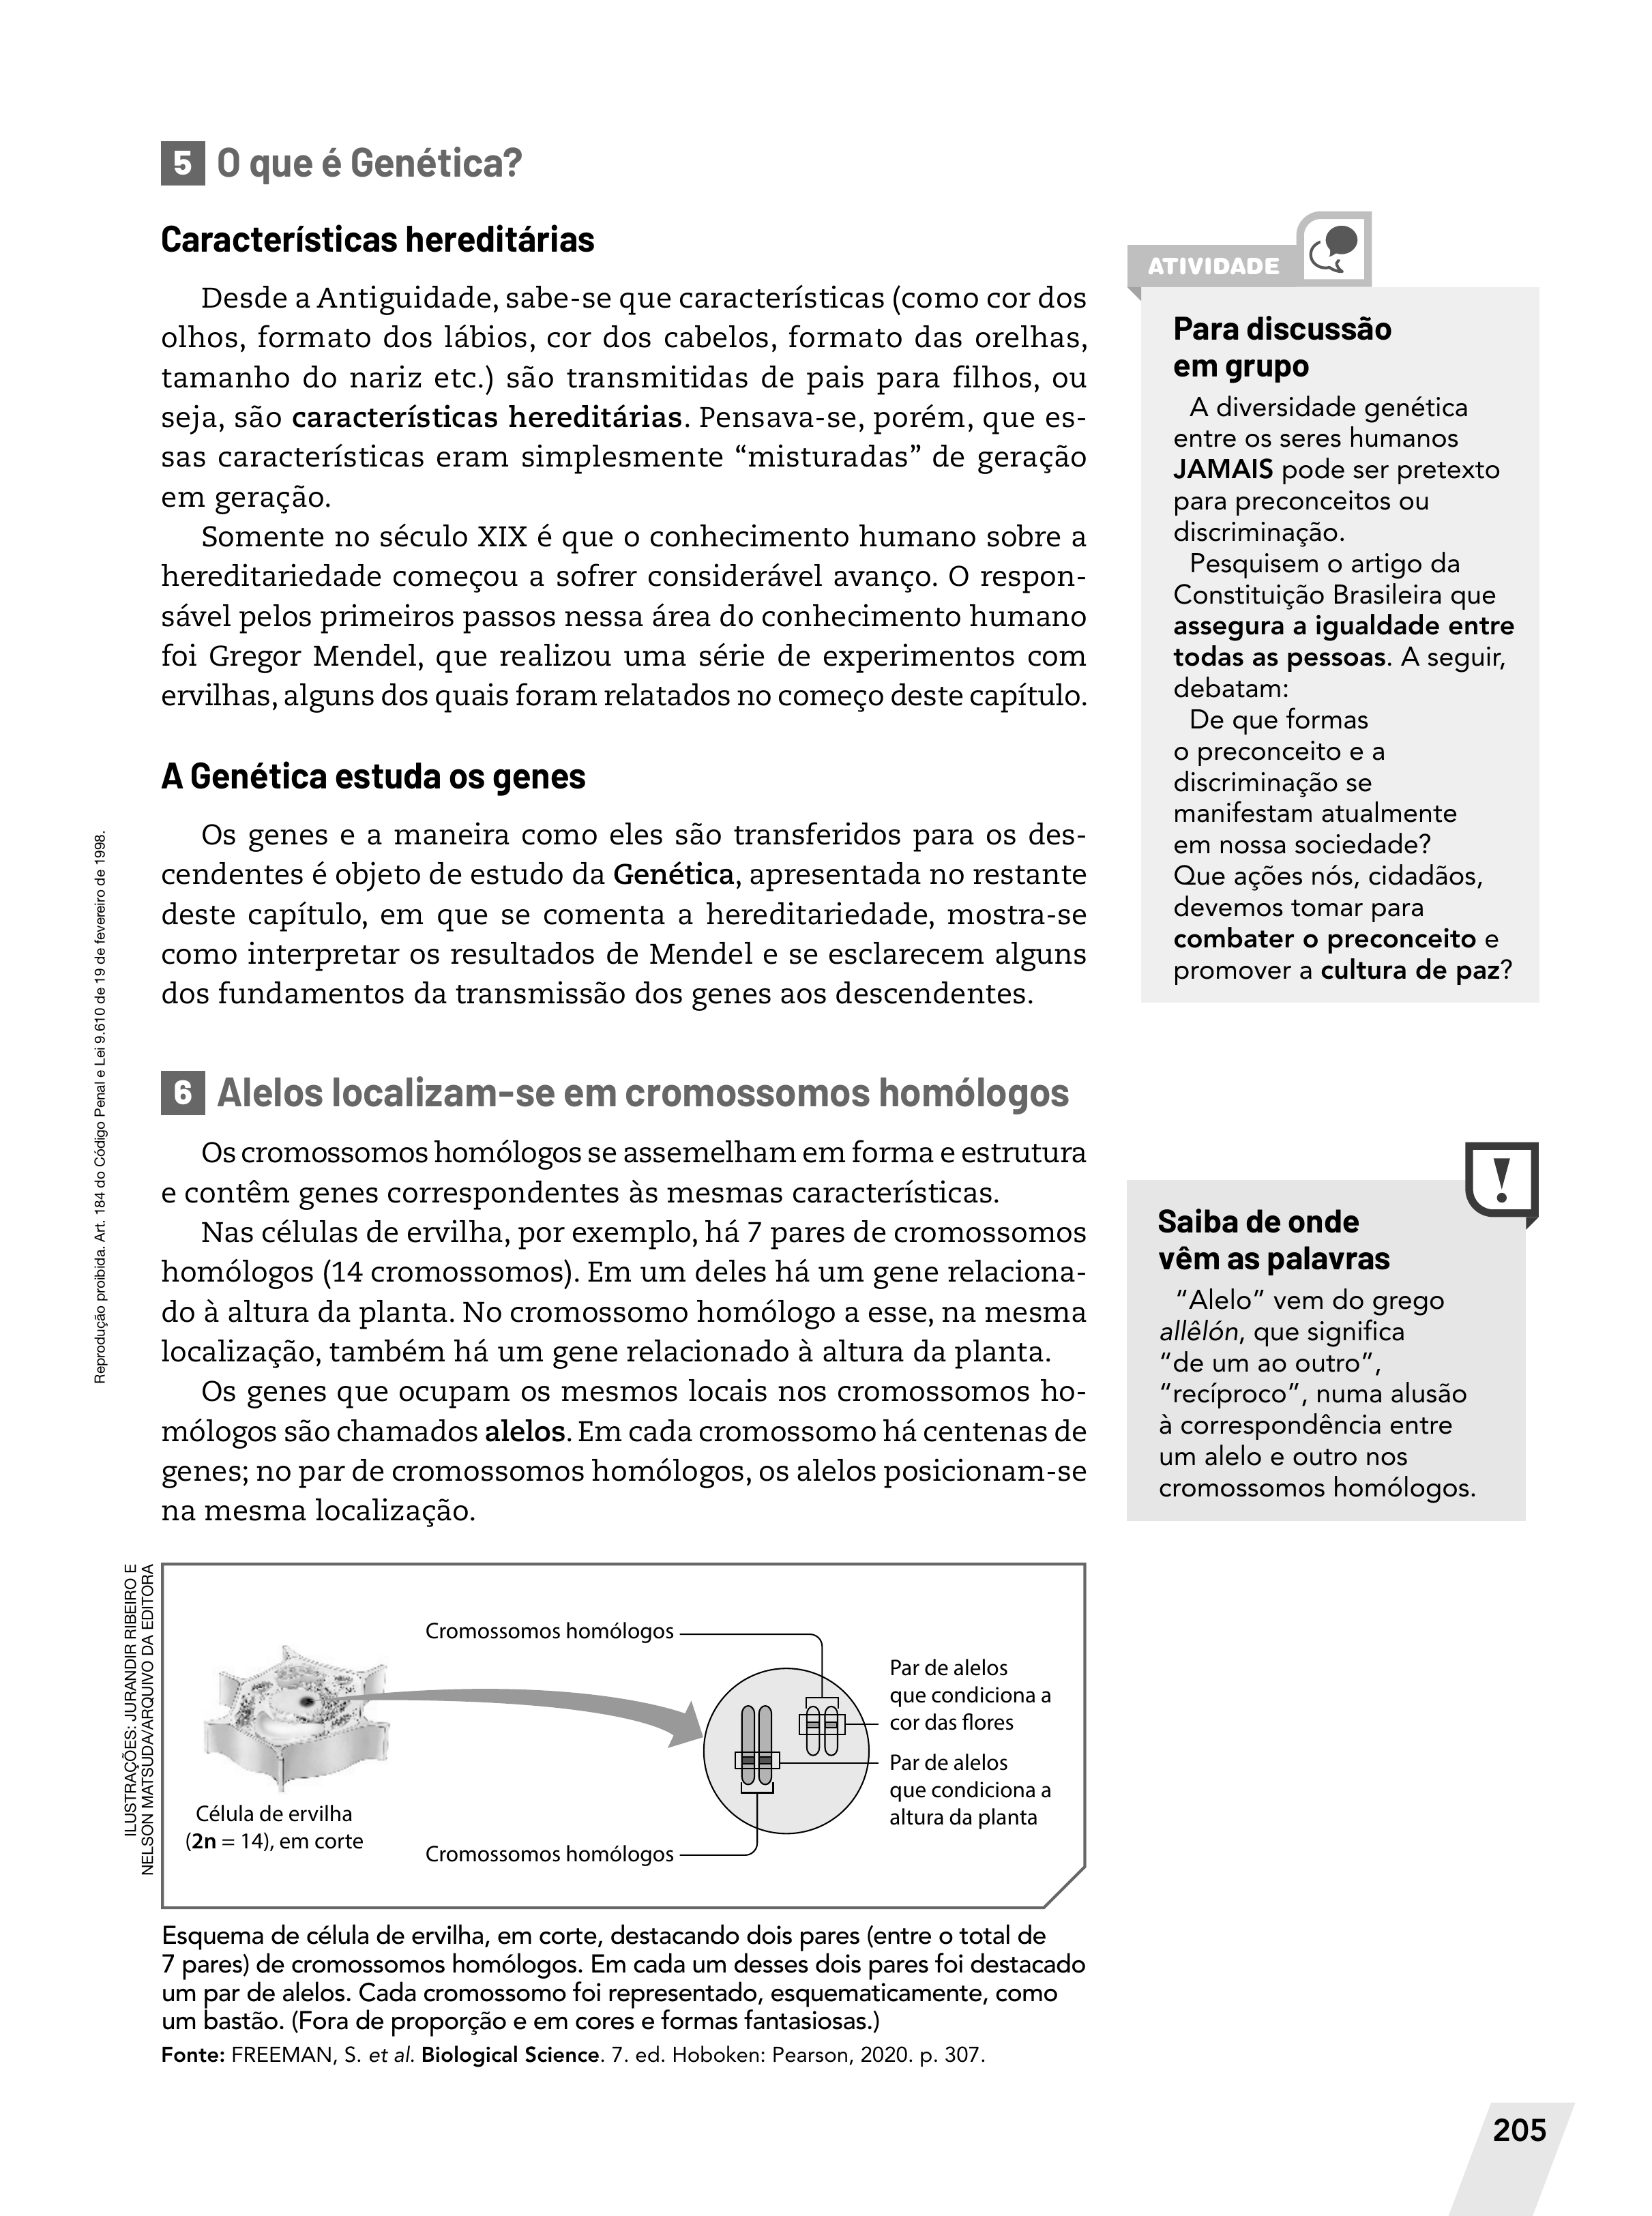 5 O que é Genética?
Características hereditárias
Desde a Antiguidade, sabe-se que características (como cor dos
olhos, formato dos lábios, cor dos cabelos, formato das orelhas,
tamanho do nariz etc.) são transmitidas de pais para filhos, ou
seja, são características hereditárias. Pensava-se, porém, que es-
sas características eram simplesmente “misturadas” de geração
em geração.
Somente no século XIX é que o conhecimento humano sobre a
hereditariedade começou a sofrer considerável avanço. O respon-
sável pelos primeiros passos nessa área do conhecimento humano
foi Gregor Mendel, que realizou uma série de experimentos com
ervilhas, alguns dos quais foram relatados no começo deste capítulo.
A Genética estuda os genes
Os genes e a maneira como eles são transferidos para os des-
cendentes é objeto de estudo da Genética, apresentada no restante
deste capítulo, em que se comenta a hereditariedade, mostra-se
como interpretar os resultados de Mendel e se esclarecem alguns
dos fundamentos da transmissão dos genes aos descendentes.
ATIVIDADE
Para discussão
em grupo
A diversidade genética
entre os seres humanos
JAMAIS pode ser pretexto
para preconceitos ou
discriminação.
Pesquisem o artigo da
Constituição Brasileira que
assegura a igualdade entre
todas as pessoas. A seguir,
debatam:
De que formas
o preconceito e a
discriminação se
manifestam atualmente
em nossa sociedade?
Que ações nós, cidadãos,
devemos tomar para
combater o preconceito e
promover a cultura de paz?
6 Alelos localizam-se em cromossomos homólogos
Os cromossomos homólogos se assemelham em forma e estrutura
e contêm genes correspondentes às mesmas características.
Nas células de ervilha, por exemplo, há 7 pares de cromossomos
homólogos (14 cromossomos). Em um deles há um gene relaciona-
do à altura da planta. No cromossomo homólogo a esse, na mesma
localização, também há um gene relacionado à altura da planta.
Os genes que ocupam os mesmos locais nos cromossomos ho-
mólogos são chamados alelos. Em cada cromossomo há centenas de
genes; no par de cromossomos homólogos, os alelos posicionam-se
na mesma localização.
!
Saiba de onde
vêm as palavras
“Alelo” vem do grego
allêlón, que significa
“de um ao outro”,
“recíproco”, numa alusão
à correspondência entre
um alelo e outro nos
cromossomos homólogos.
Reprodução proibida. Art. 184 do Código Penal e Lei 9.610 de 19 de fevereiro de 1998.
ILUSTRAÇÕES: JURANDIR RIBEIRO E
NELSON MATSUDA/ARQUIVO DA EDITORA
Cromossomos homólogos
Par de alelos
que condiciona a
cor das flores
Par de alelos
que condiciona a
altura da planta
Célula de ervilha
(2n = 14), em corte
Cromossomos homólogos
Esquema de célula de ervilha, em corte, destacando dois pares (entre o total de
7 pares) de cromossomos homólogos. Em cada um desses dois pares foi destacado
um par de alelos. Cada cromossomo foi representado, esquematicamente, como
um bastão. (Fora de proporção e em cores e formas fantasiosas.)
Fonte: FREEMAN, S. et al. Biological Science. 7. ed. Hoboken: Pearson, 2020. p. 307.
205